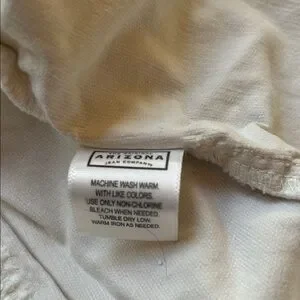 ARIZONA
JEAN COMPANY
MACHINE WASH WARM
WITH LIKE COLORS.
USE ONLY NON-CHLORINE
BLEACH WHEN NEEDED.
TUMBLE DRY LOW.
WARM IRON AS NEEDED.